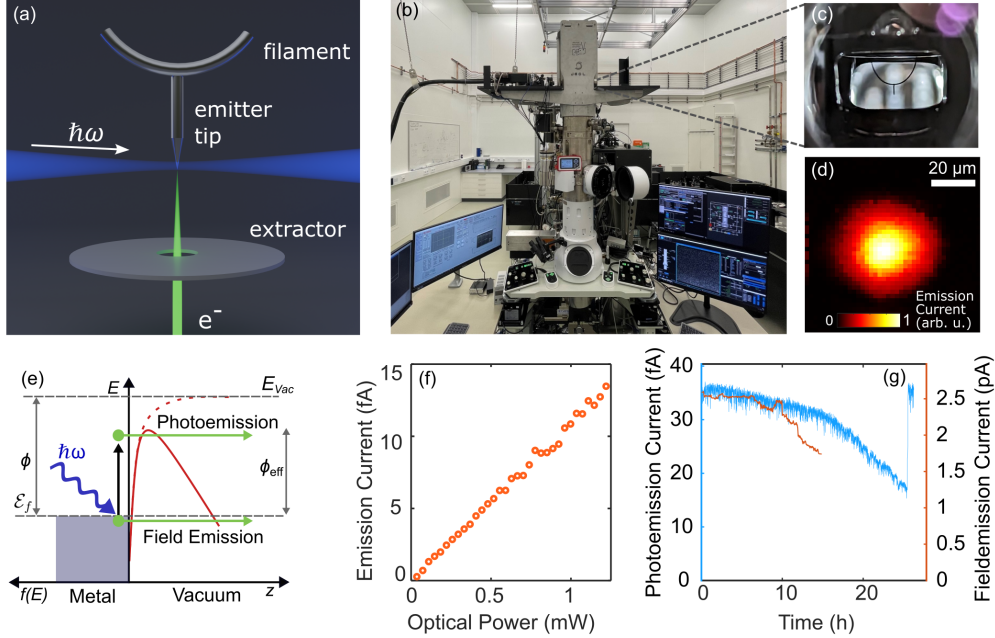 (a)
filament
emitter
tip
ħω
extractor
e-
(b)
(c)
(d)
20 µm
Emission
Current
(arb. u.)
0
1
(e)
E
E_Vac
Photoemission
ħω
ϕ
ϕ_eff
Ɛ_f
Field Emission
f(E)
Metal
Vacuum
z
(f)
Emission Current (fA)
15
10
5
0
0
0.5
1
Optical Power (mW)
(g)
Photoemission Current (fA)
40
30
20
10
0
0
10
20
Time (h)
2.5
2
1.5
1
0.5
0
Fieldemission Current (pA)